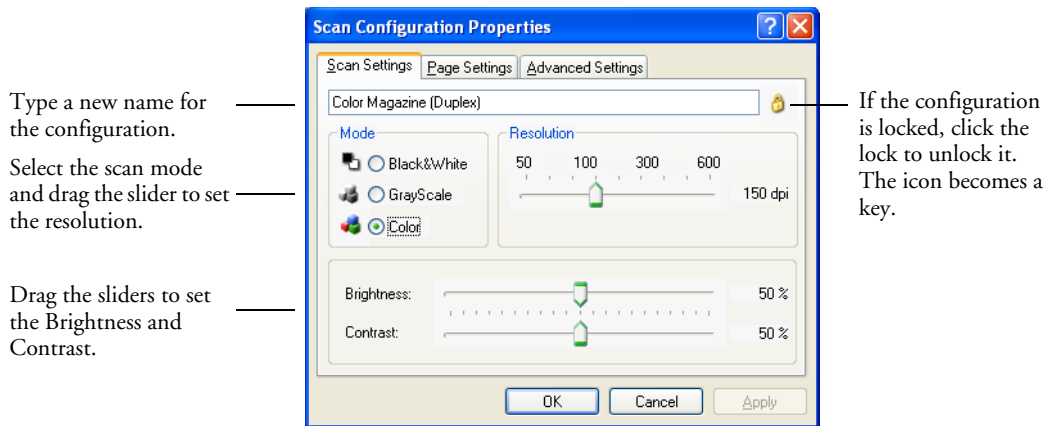 Scan Configuration Properties
Scan Settings
Page Settings
Advanced Settings
Type a new name for
the configuration.
Color Magazine (Duplex)
If the configuration
is locked, click the
lock to unlock it.
The icon becomes a
key.
Select the scan mode
and drag the slider to set
the resolution.
Mode
Black&White
GrayScale
Color
Resolution
50 100 300 600
150 dpi
Drag the sliders to set
the Brightness and
Contrast.
Brightness:
50 %
Contrast:
50 %
OK
Cancel
Apply